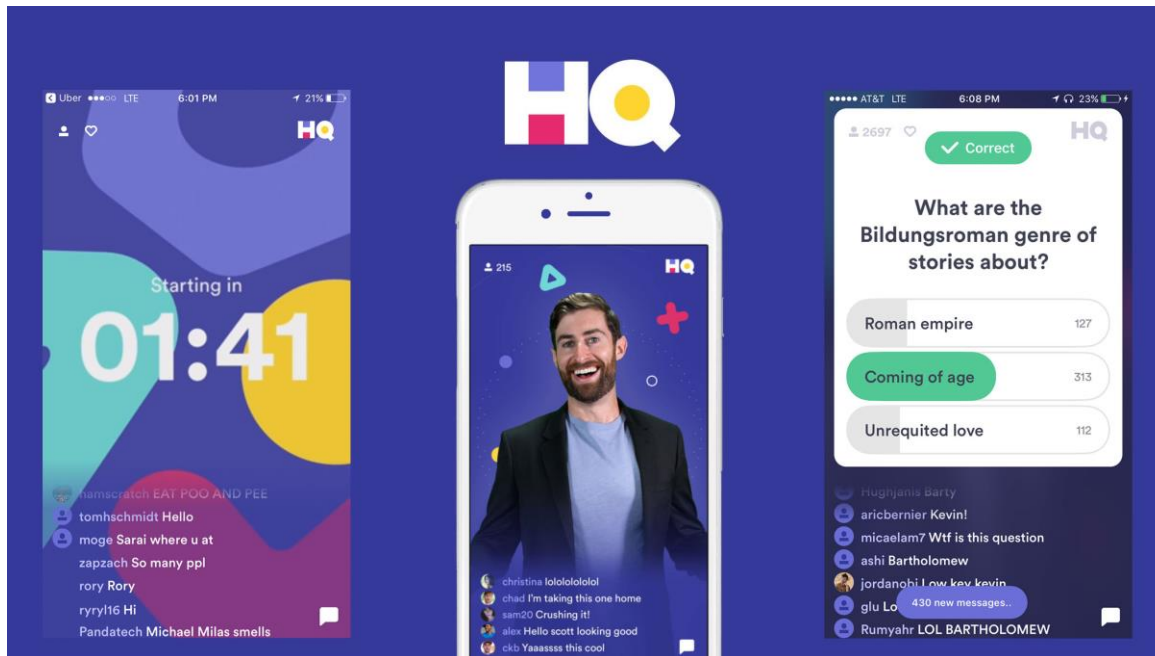 Uber LTE 6:01 PM 21%
HQ
Starting in
01:41
hamscratch EAT POO AND PEE
tomhschmidt Hello
moge Sarai where u at
zapzach So many ppl
rory Rory
ryryl16 Hi
Pandatech Michael Milas smells
HQ
215 HQ
christina lolololololol
chad I'm taking this one home
sam20 Crushing it!
alex Hello scott looking good
ckb Yaaassss this cool
AT&T LTE 6:08 PM 23%
2697 HQ
Correct
What are the
Bildungsroman genre of
stories about?
Roman empire 127
Coming of age 313
Unrequited love 112
Hughjanis Barty
aricbernier Kevin!
micaelam7 Wtf is this question
ashi Bartholomew
jordanobi Low key kevin
glu Lo
430 new messages..
Rumyahr LOL BARTHOLOMEW